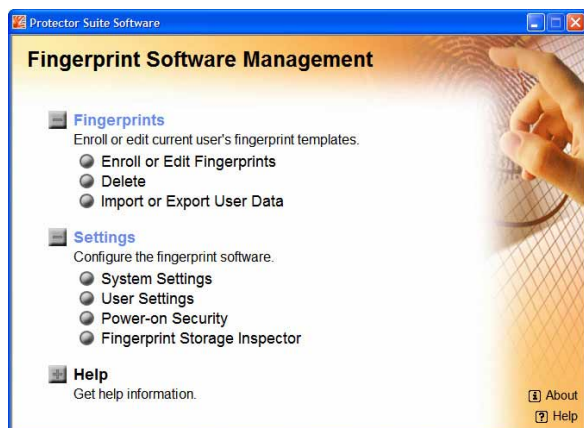 Protector Suite Software
Fingerprint Software Management
Fingerprints
Enroll or edit current user's fingerprint templates.
Enroll or Edit Fingerprints
Delete
Import or Export User Data
Settings
Configure the fingerprint software.
System Settings
User Settings
Power-on Security
Fingerprint Storage Inspector
Help
Get help information.
About
Help